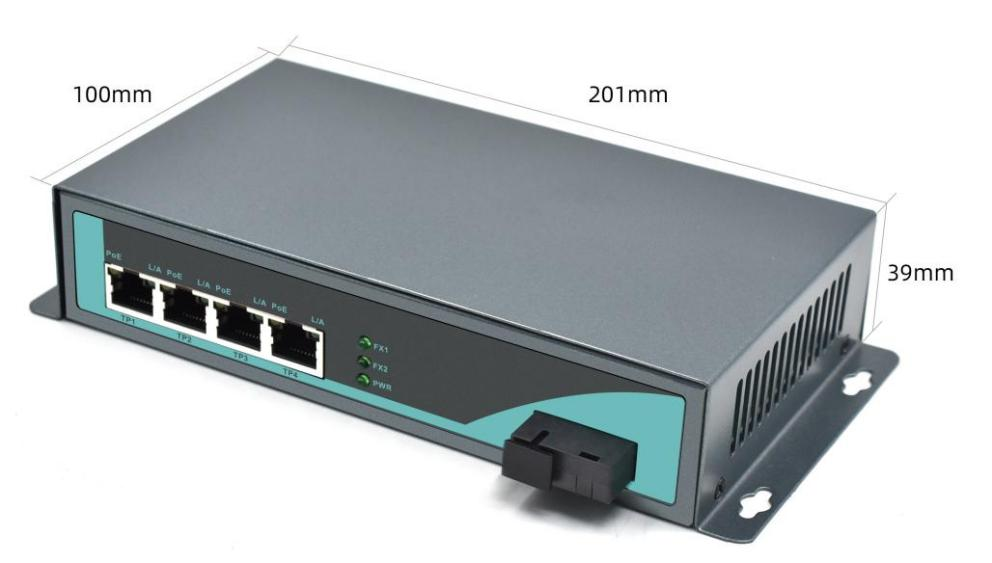 100mm
201mm
39mm
PoE L/A PoE L/A PoE L/A PoE L/A
TP1 TP2 TP3 TP4
FX1
FX2
PWR